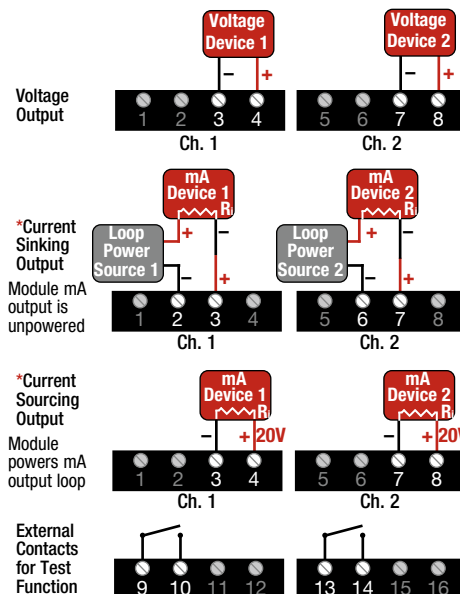 Voltage Device 1
Voltage Device 2
Voltage Output
− + − +
1 2 3 4 5 6 7 8
Ch. 1 Ch. 2
mA Device 1 Ri
mA Device 2 Ri
*Current Sinking Output
Loop Power Source 1
+ − − +
Loop Power Source 2
+ − − +
Module mA output is unpowered
1 2 3 4 5 6 7 8
Ch. 1 Ch. 2
*Current Sourcing Output
mA Device 1 Ri
mA Device 2 Ri
− + 20V − + 20V
Module powers mA output loop
1 2 3 4 5 6 7 8
Ch. 1 Ch. 2
External Contacts for Test Function
9 10 11 12 13 14 15 16